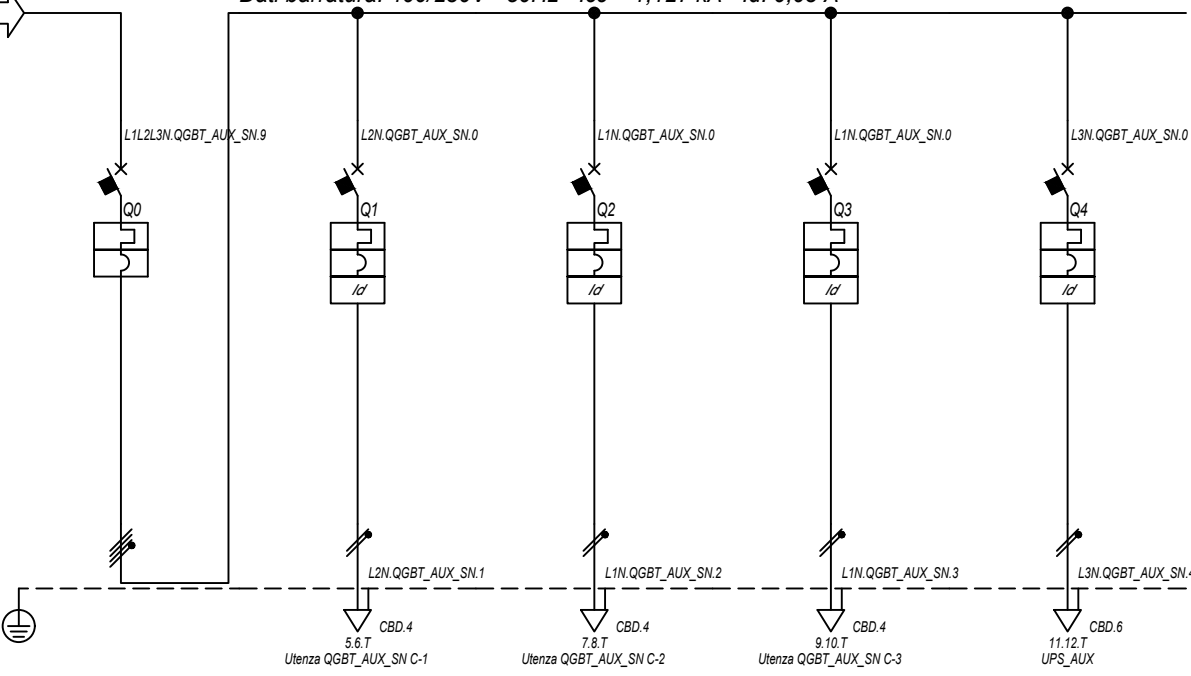 L1L2L3N.QGBT_AUX_SN.9
L2N.QGBT_AUX_SN.0
L1N.QGBT_AUX_SN.0
L1N.QGBT_AUX_SN.0
L3N.QGBT_AUX_SN.0
Q0
Q1
Q2
Q3
Q4
Id
Id
Id
Id
L2N.QGBT_AUX_SN.1
L1N.QGBT_AUX_SN.2
L1N.QGBT_AUX_SN.3
L3N.QGBT_AUX_SN.4
CBD.4
CBD.4
CBD.4
CBD.6
5.6.T
7.8.T
9.10.T
11.12.T
Utenza QGBT_AUX_SN C-1
Utenza QGBT_AUX_SN C-2
Utenza QGBT_AUX_SN C-3
UPS_AUX